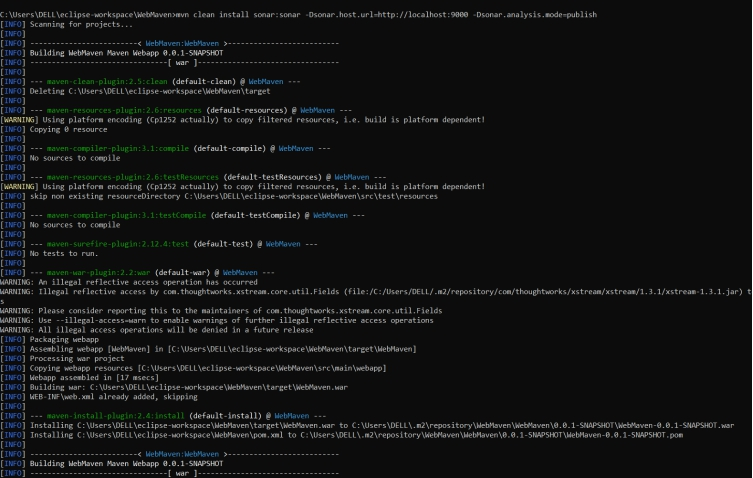 C:\Users\DELL\eclipse-workspace\WebMaven>mvn clean install sonar:sonar -Dsonar.host.url=http://localhost:9000 -Dsonar.analysis.mode=publish
[INFO] Scanning for projects...
[INFO]
[INFO] -------------------------< WebMaven:WebMaven >--------------------------
[INFO] Building WebMaven Maven Webapp 0.0.1-SNAPSHOT
[INFO] --------------------------------[ war ]---------------------------------
[INFO]
[INFO] --- maven-clean-plugin:2.5:clean (default-clean) @ WebMaven ---
[INFO] Deleting C:\Users\DELL\eclipse-workspace\WebMaven\target
[INFO]
[INFO] --- maven-resources-plugin:2.6:resources (default-resources) @ WebMaven ---
[WARNING] Using platform encoding (Cp1252 actually) to copy filtered resources, i.e. build is platform dependent!
[INFO] Copying 0 resource
[INFO]
[INFO] --- maven-compiler-plugin:3.1:compile (default-compile) @ WebMaven ---
[INFO] No sources to compile
[INFO]
[INFO] --- maven-resources-plugin:2.6:testResources (default-testResources) @ WebMaven ---
[WARNING] Using platform encoding (Cp1252 actually) to copy filtered resources, i.e. build is platform dependent!
[INFO] skip non existing resourceDirectory C:\Users\DELL\eclipse-workspace\WebMaven\src\test\resources
[INFO]
[INFO] --- maven-compiler-plugin:3.1:testCompile (default-testCompile) @ WebMaven ---
[INFO] No sources to compile
[INFO]
[INFO] --- maven-surefire-plugin:2.12.4:test (default-test) @ WebMaven ---
[INFO] No tests to run.
[INFO]
[INFO] --- maven-war-plugin:2.2:war (default-war) @ WebMaven ---
WARNING: An illegal reflective access operation has occurred
WARNING: Illegal reflective access by com.thoughtworks.xstream.core.util.Fields (file:/C:/Users/DELL/.m2/repository/com/thoughtworks/xstream/xstream/1.3.1/xstream-1.3.1.jar) t
s
WARNING: Please consider reporting this to the maintainers of com.thoughtworks.xstream.core.util.Fields
WARNING: Use --illegal-access=warn to enable warnings of further illegal reflective access operations
WARNING: All illegal access operations will be denied in a future release
[INFO] Packaging webapp
[INFO] Assembling webapp [WebMaven] in [C:\Users\DELL\eclipse-workspace\WebMaven\target\WebMaven]
[INFO] Processing war project
[INFO] Copying webapp resources [C:\Users\DELL\eclipse-workspace\WebMaven\src\main\webapp]
[INFO] Webapp assembled in [17 msecs]
[INFO] Building war: C:\Users\DELL\eclipse-workspace\WebMaven\target\WebMaven.war
[INFO] WEB-INF\web.xml already added, skipping
[INFO]
[INFO] --- maven-install-plugin:2.4:install (default-install) @ WebMaven ---
[INFO] Installing C:\Users\DELL\eclipse-workspace\WebMaven\target\WebMaven.war to C:\Users\DELL\.m2\repository\WebMaven\WebMaven\0.0.1-SNAPSHOT\WebMaven-0.0.1-SNAPSHOT.war
[INFO] Installing C:\Users\DELL\eclipse-workspace\WebMaven\pom.xml to C:\Users\DELL\.m2\repository\WebMaven\WebMaven\0.0.1-SNAPSHOT\WebMaven-0.0.1-SNAPSHOT.pom
[INFO]
[INFO] -------------------------< WebMaven:WebMaven >--------------------------
[INFO] Building WebMaven Maven Webapp 0.0.1-SNAPSHOT
[INFO] --------------------------------[ war ]---------------------------------